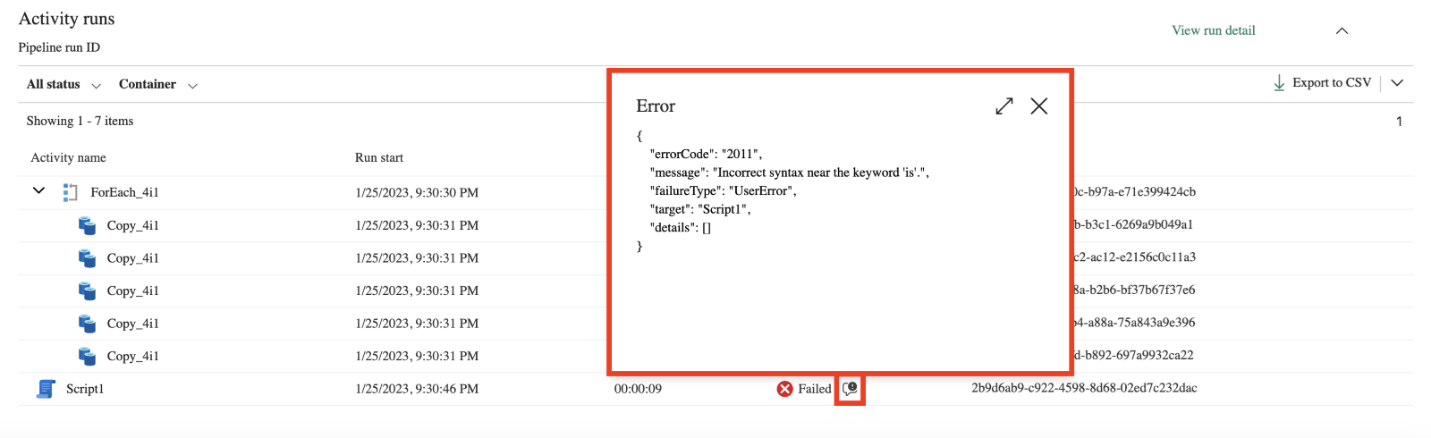 Activity runs
View run detail
Pipeline run ID
All status Container
Export to CSV
Showing 1 - 7 items
1
Activity name Run start
Error
{
"errorCode": "2011",
"message": "Incorrect syntax near the keyword 'is'.",
"failureType": "UserError",
"target": "Script1",
"details": []
}
ForEach_4i1 1/25/2023, 9:30:30 PM c-b97a-e71e399424cb
Copy_4i1 1/25/2023, 9:30:31 PM -b3c1-6269a9b049a1
Copy_4i1 1/25/2023, 9:30:31 PM c2-ac12-e2156c0c11a3
Copy_4i1 1/25/2023, 9:30:31 PM a-b2b6-bf37b67f37e6
Copy_4i1 1/25/2023, 9:30:31 PM 4-a88a-75a843a9e396
Copy_4i1 1/25/2023, 9:30:31 PM d-b892-697a9932ca22
Script1 1/25/2023, 9:30:46 PM 00:00:09 Failed 2b9d6ab9-c922-4598-8d68-02ed7c232dac